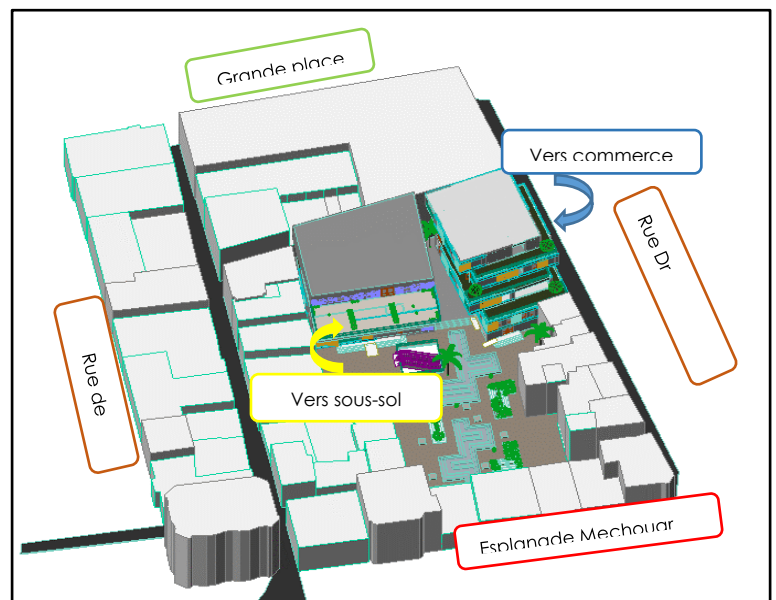 Grande place
Vers commerce
Rue Dr
Rue de
Vers sous-sol
Esplanade Mechouar